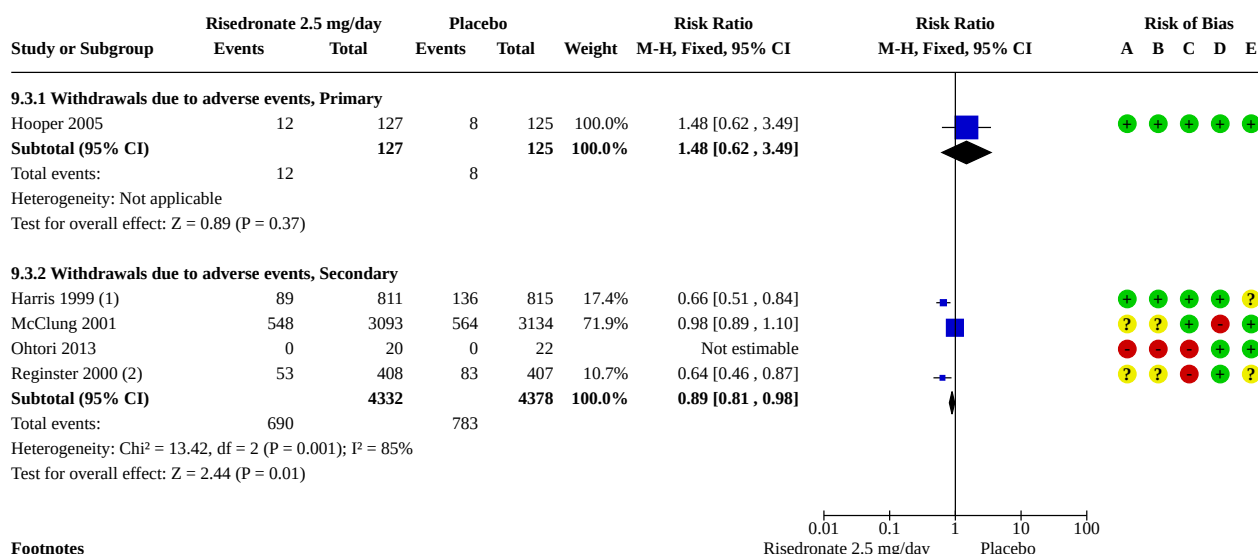 Risedronate 2.5 mg/day Placebo Risk Ratio Risk Ratio Risk of Bias
Study or Subgroup Events Total Events Total Weight M-H, Fixed, 95% CI M-H, Fixed, 95% CI A B C D E
9.3.1 Withdrawals due to adverse events, Primary
Hooper 2005 12 127 8 125 100.0% 1.48 [0.62 , 3.49] + + + + +
Subtotal (95% CI) 127 125 100.0% 1.48 [0.62 , 3.49]
Total events: 12 8
Heterogeneity: Not applicable
Test for overall effect: Z = 0.89 (P = 0.37)
9.3.2 Withdrawals due to adverse events, Secondary
Harris 1999 (1) 89 811 136 815 17.4% 0.66 [0.51 , 0.84] + + + + ?
McClung 2001 548 3093 564 3134 71.9% 0.98 [0.89 , 1.10] ? ? + - +
Ohtori 2013 0 20 0 22 Not estimable - - - + +
Reginster 2000 (2) 53 408 83 407 10.7% 0.64 [0.46 , 0.87] ? ? - + ?
Subtotal (95% CI) 4332 4378 100.0% 0.89 [0.81 , 0.98]
Total events: 690 783
Heterogeneity: Chi² = 13.42, df = 2 (P = 0.001); I² = 85%
Test for overall effect: Z = 2.44 (P = 0.01)
0.01 0.1 1 10 100
Footnotes Risedronate 2.5 mg/day Placebo